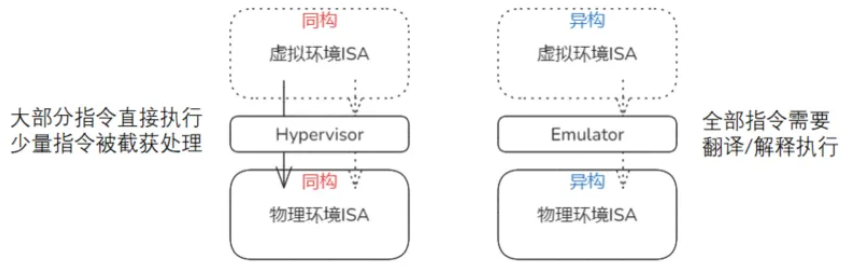 同构
虚拟环境ISA
大部分指令直接执行
少量指令被截获处理
Hypervisor
同构
物理环境ISA
异构
虚拟环境ISA
Emulator
全部指令需要
翻译/解释执行
异构
物理环境ISA